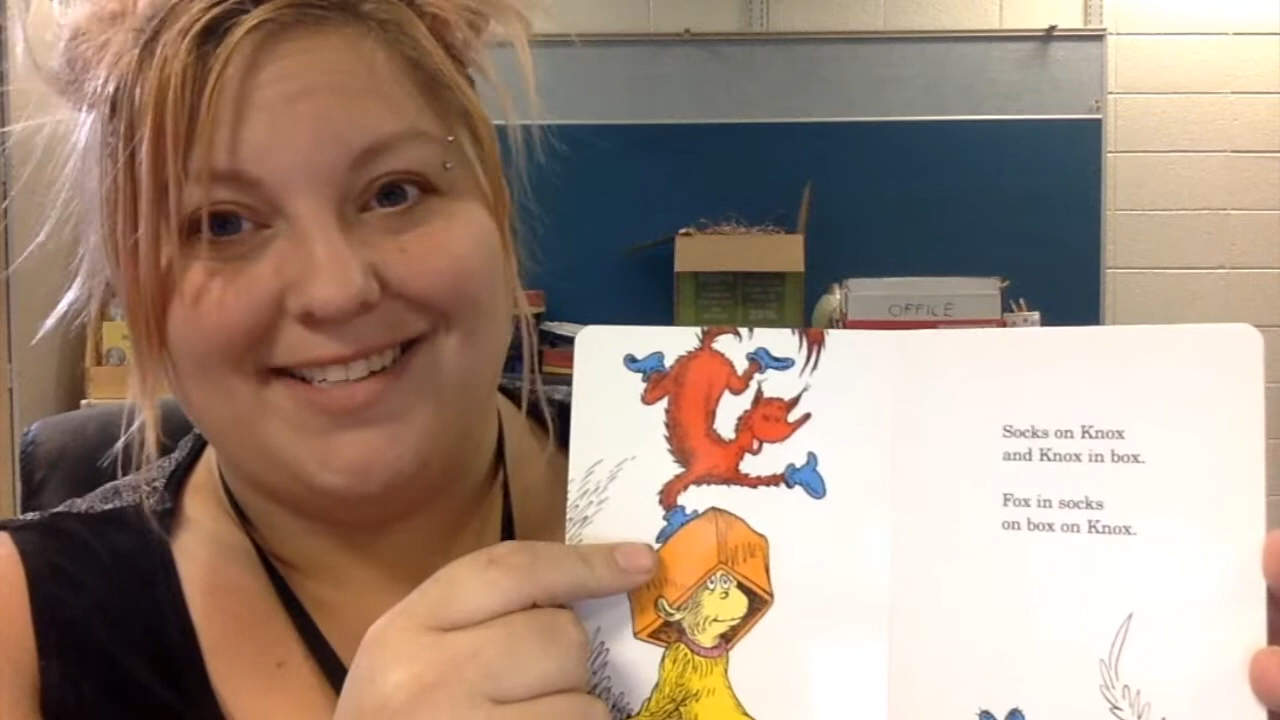 OFFICE
Socks on Knox
and Knox in box.
Fox in socks
on box on Knox.